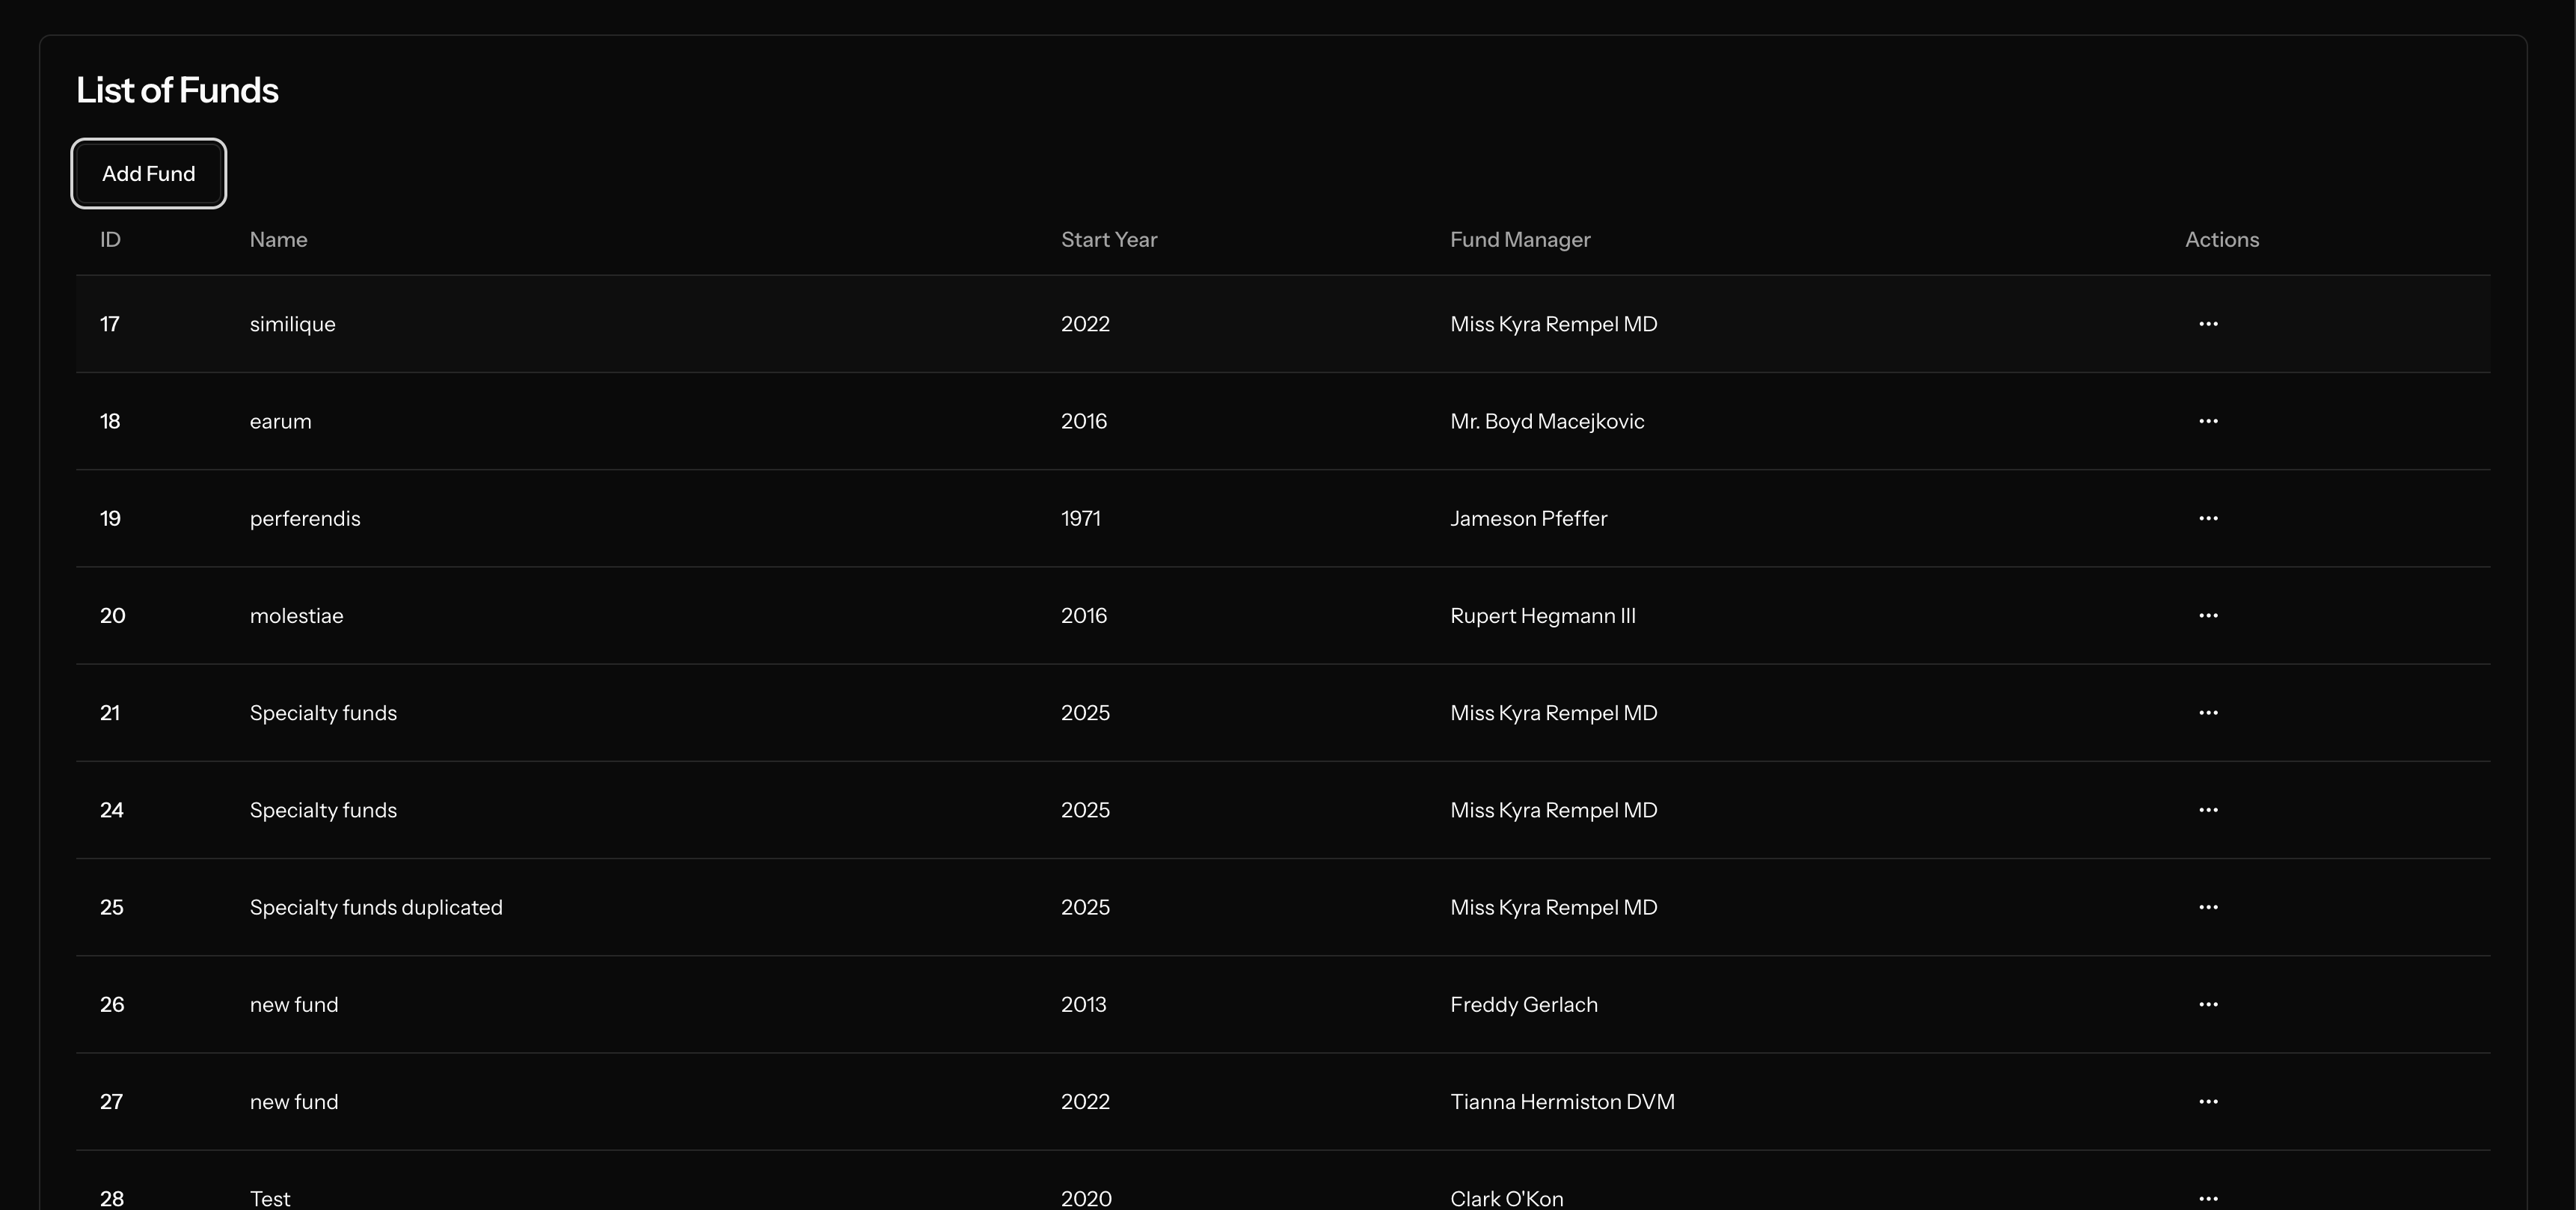 List of Funds
Add Fund
ID Name Start Year Fund Manager Actions
17 similique 2022 Miss Kyra Rempel MD ...
18 earum 2016 Mr. Boyd Macejkovic ...
19 perferendis 1971 Jameson Pfeffer ...
20 molestiae 2016 Rupert Hegmann III ...
21 Specialty funds 2025 Miss Kyra Rempel MD ...
24 Specialty funds 2025 Miss Kyra Rempel MD ...
25 Specialty funds duplicated 2025 Miss Kyra Rempel MD ...
26 new fund 2013 Freddy Gerlach ...
27 new fund 2022 Tianna Hermiston DVM ...
28 Test 2020 Clark O'Kon ...